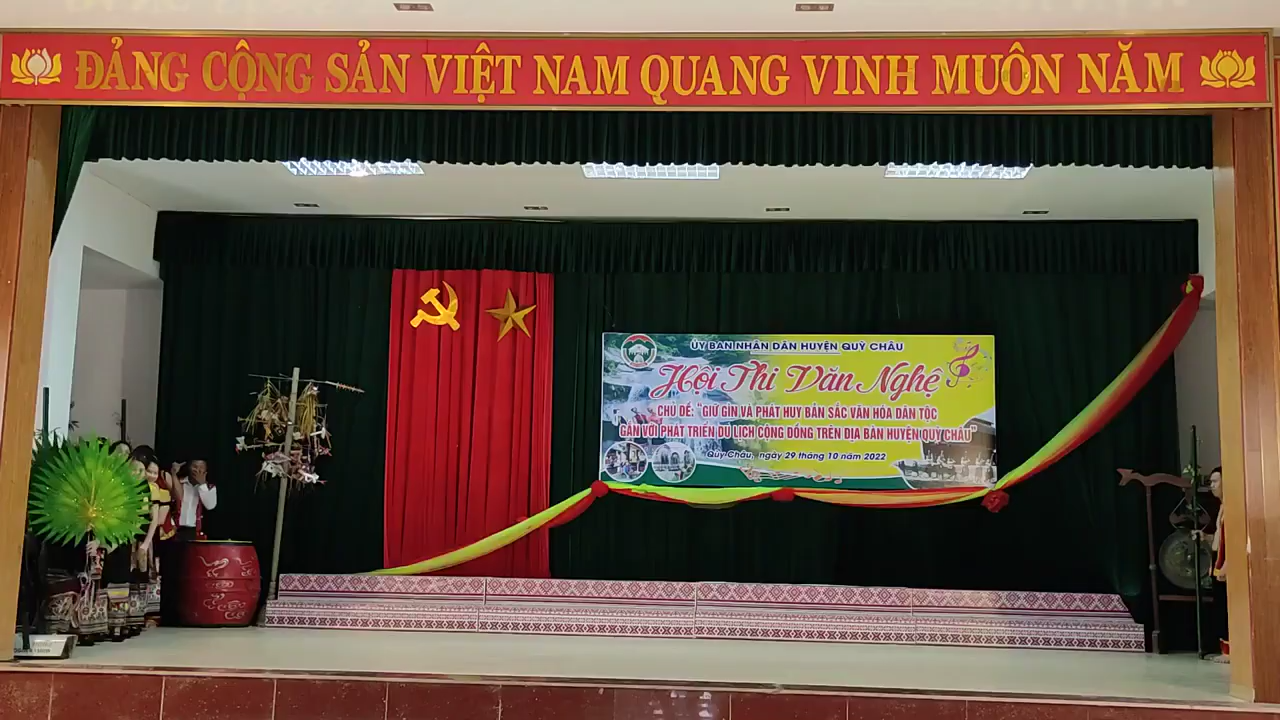 ĐẢNG CỘNG SẢN VIỆT NAM QUANG VINH MUÔN NĂM
ỦY BAN NHÂN DÂN HUYỆN QUỲ CHÂU
Hội Thi Văn Nghệ
CHỦ ĐỀ: "GIỮ GÌN VÀ PHÁT HUY BẢN SẮC VĂN HÓA DÂN TỘC
GẮN VỚI PHÁT TRIỂN DU LỊCH CỘNG ĐỒNG TRÊN ĐỊA BÀN HUYỆN QUỲ CHÂU"
Quỳ Châu, ngày 29 tháng 10 năm 2022